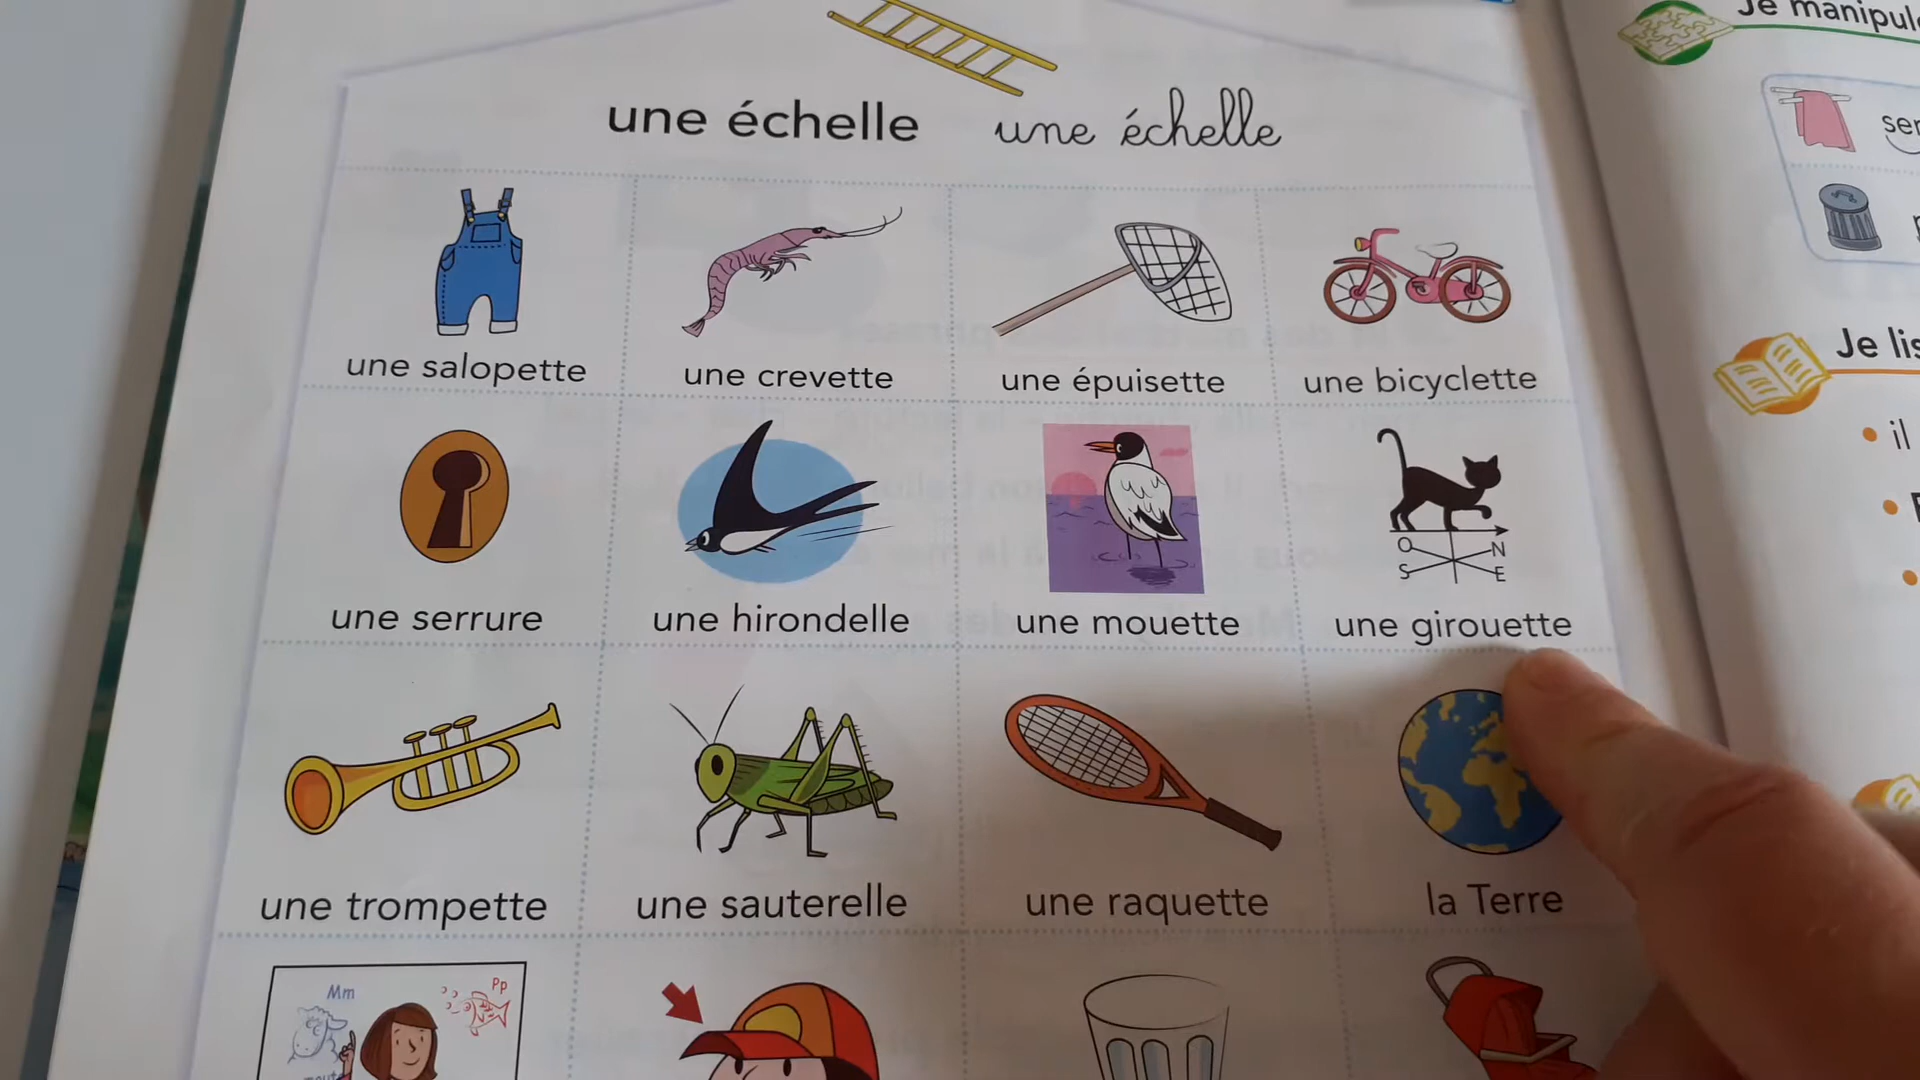 Je manipul
une échelle une échelle
ser
une salopette une crevette une épuisette une bicyclette
Je lis
• il
une serrure une hirondelle une mouette une girouette
O N
S E
une trompette une sauterelle une raquette la Terre
Mm Pp